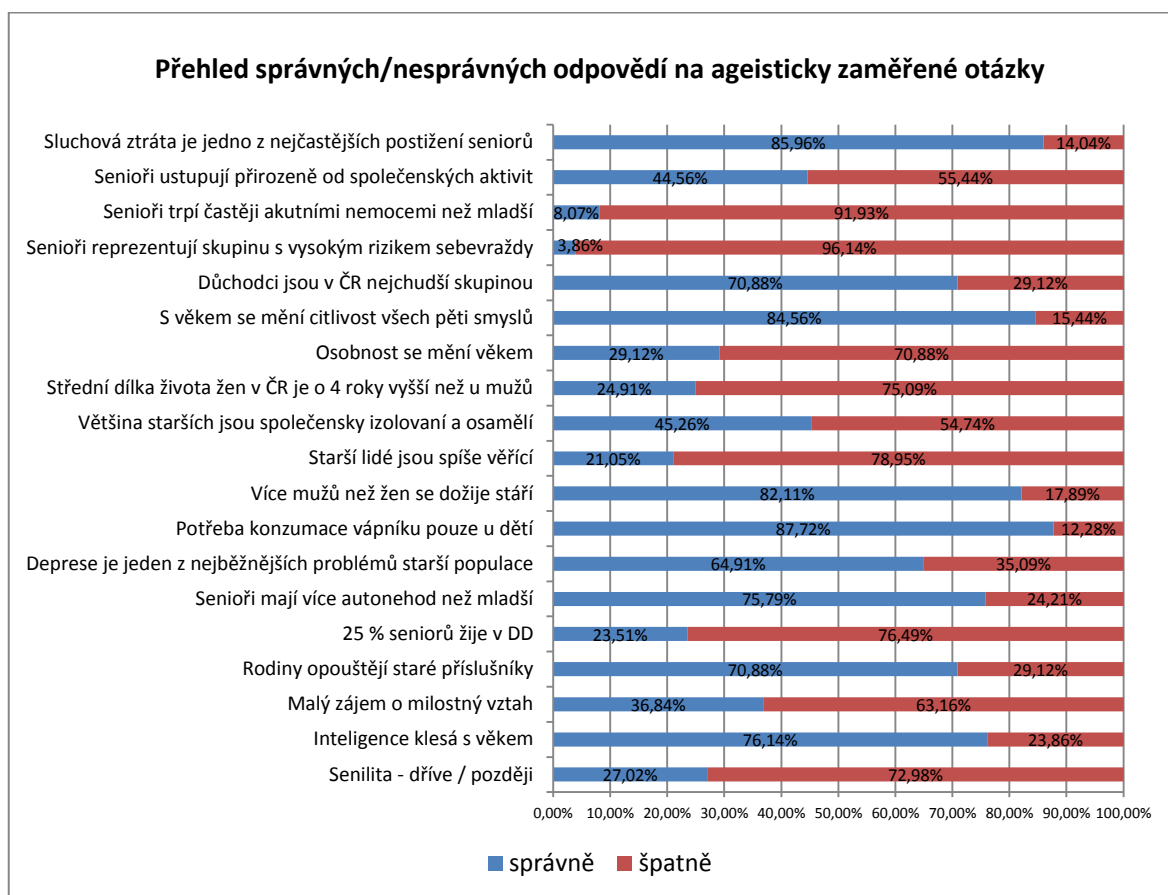 Přehled správných/nesprávných odpovědí na ageisticky zaměřené otázky
Sluchová ztráta je jedno z nejčastějších postižení seniorů 85,96% 14,04%
Senioři ustupují přirozeně od společenských aktivit 44,56% 55,44%
Senioři trpí častěji akutními nemocemi než mladší 8,07% 91,93%
Senioři reprezentují skupinu s vysokým rizikem sebevraždy 3,86% 96,14%
Důchodci jsou v ČR nejchudší skupinou 70,88% 29,12%
S věkem se mění citlivost všech pěti smyslů 84,56% 15,44%
Osobnost se mění věkem 29,12% 70,88%
Střední dílka života žen v ČR je o 4 roky vyšší než u mužů 24,91% 75,09%
Většina starších jsou společensky izolovaní a osamělí 45,26% 54,74%
Starší lidé jsou spíše věřící 21,05% 78,95%
Více mužů než žen se dožije stáří 82,11% 17,89%
Potřeba konzumace vápníku pouze u dětí 87,72% 12,28%
Deprese je jeden z nejběžnějších problémů starší populace 64,91% 35,09%
Senioři mají více autonehod než mladší 75,79% 24,21%
25 % seniorů žije v DD 23,51% 76,49%
Rodiny opouštějí staré příslušníky 70,88% 29,12%
Malý zájem o milostný vztah 36,84% 63,16%
Inteligence klesá s věkem 76,14% 23,86%
Senilita - dříve / později 27,02% 72,98%
0,00% 10,00% 20,00% 30,00% 40,00% 50,00% 60,00% 70,00% 80,00% 90,00% 100,00%
správně špatně